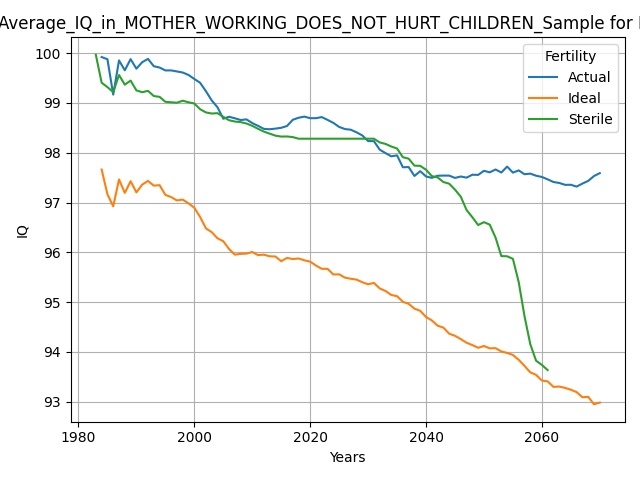 Average_IQ_in_MOTHER_WORKING_DOES_NOT_HURT_CHILDREN_Sample for
Fertility
Actual
Ideal
Sterile
IQ
100
99
98
97
96
95
94
93
1980
2000
2020
2040
2060
Years